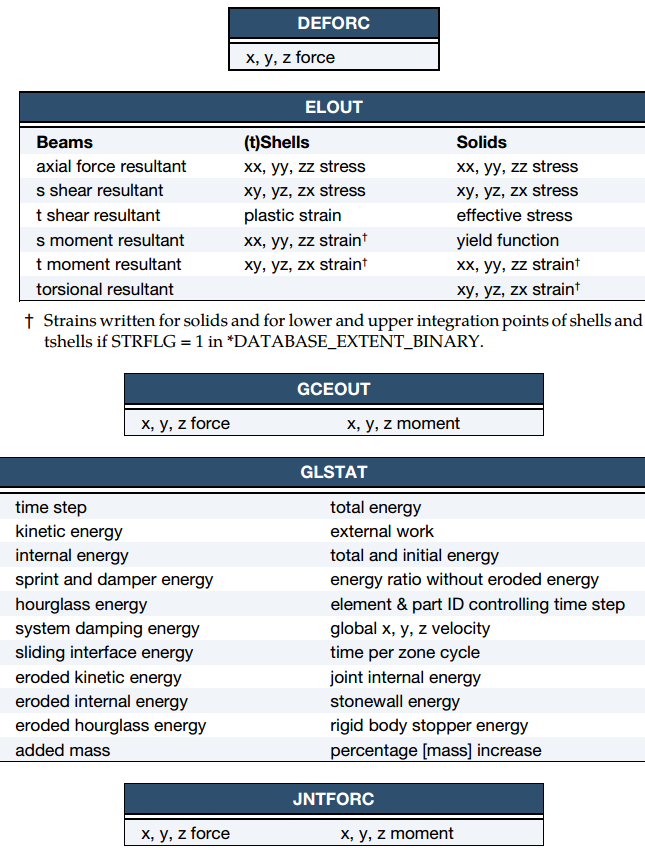 DEFORC
x, y, z force
ELOUT
Beams (t)Shells Solids
axial force resultant xx, yy, zz stress xx, yy, zz stress
s shear resultant xy, yz, zx stress xy, yz, zx stress
t shear resultant plastic strain effective stress
s moment resultant xx, yy, zz strain† yield function
t moment resultant xy, yz, zx strain† xx, yy, zz strain†
torsional resultant xy, yz, zx strain†
† Strains written for solids and for lower and upper integration points of shells and
tshells if STRFLG = 1 in *DATABASE_EXTENT_BINARY.
GCEOUT
x, y, z force x, y, z moment
GLSTAT
time step total energy
kinetic energy external work
internal energy total and initial energy
sprint and damper energy energy ratio without eroded energy
hourglass energy element & part ID controlling time step
system damping energy global x, y, z velocity
sliding interface energy time per zone cycle
eroded kinetic energy joint internal energy
eroded internal energy stonewall energy
eroded hourglass energy rigid body stopper energy
added mass percentage [mass] increase
JNTFORC
x, y, z force x, y, z moment